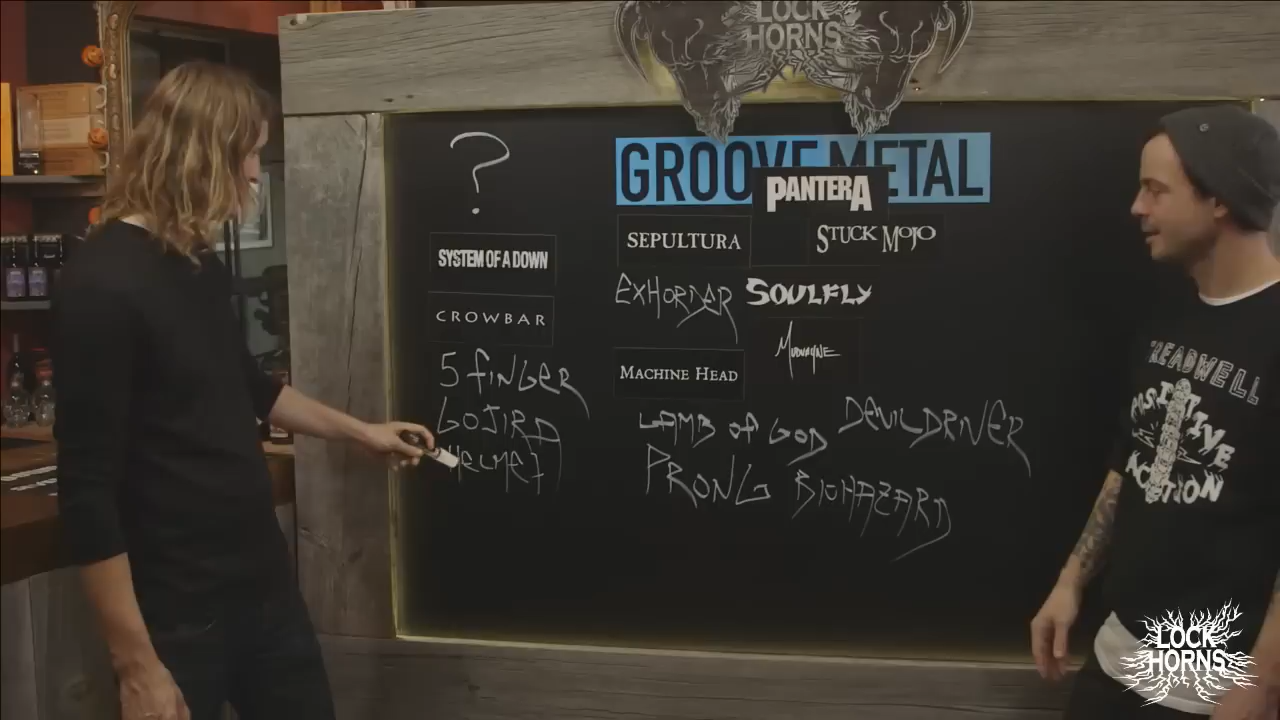 LOCK
HORNS
?
GROOVE METAL
PANTERA
SYSTEM OF A DOWN
SEPULTURA
STUCK MOJO
CROWBAR
EXHORDER
SOULFLY
MUDVAYNE
5 FINGER
MACHINE HEAD
GOJIRA
LAMB OF GOD
DEVILDRIVER
HELMET
PRONG
BIOHAZARD
TREADWELL
POSITIVE
LOCK
HORNS